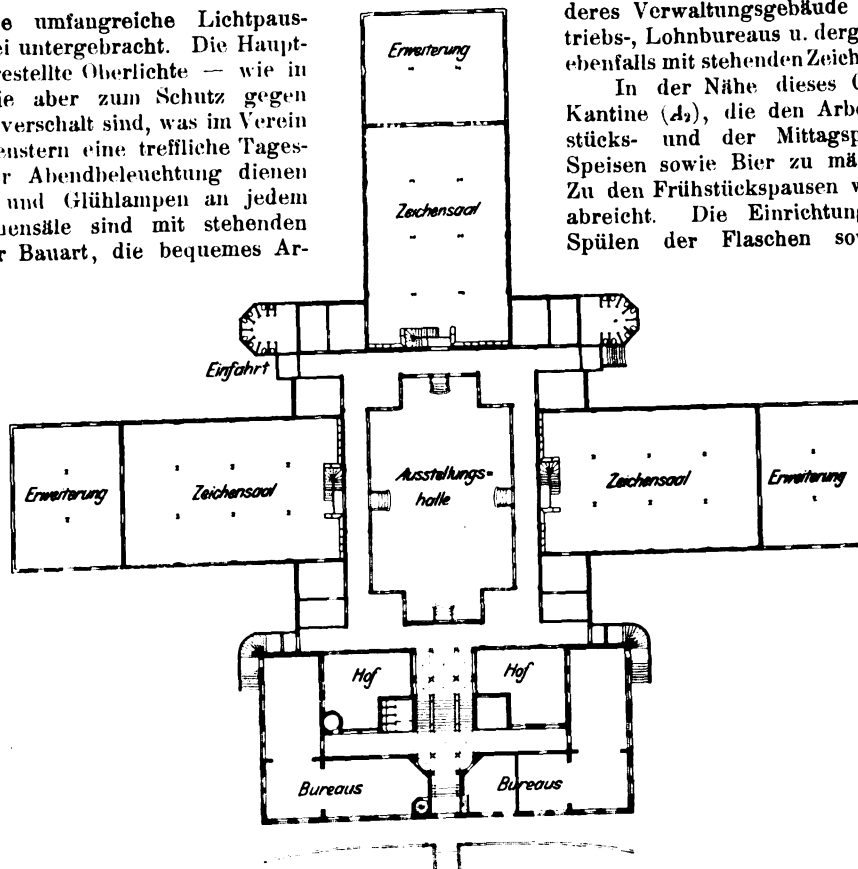 e umfangreiche Lichtpaus-
ei untergebracht. Die Haupt-
estellte Oberlichte — wie in
ie aber zum Schutz gegen
verschalt sind, was im Verein
enstern eine treffliche Tages-
r Abendbeleuchtung dienen
und Glühlampen an jedem
ensäle sind mit stehenden
r Bauart, die bequemes Ar-
deres Verwaltungsgebäude
triebs-, Lohnbureaus u. derg
ebenfalls mit stehenden Zeich
In der Nähe dieses
Kantine (A₂), die den Arbe
stücks- und der Mittagsp
Speisen sowie Bier zu mä
Zu den Frühstückspausen
abreicht. Die Einrichtung
Spülen der Flaschen sow
Erweiterung
Zeichensaal
Einfahrt
Erweiterung
Zeichensaal
Ausstellungs=
halle
Zeichensaal
Erweiterung
Hof
Hof
Bureaus
Bureaus